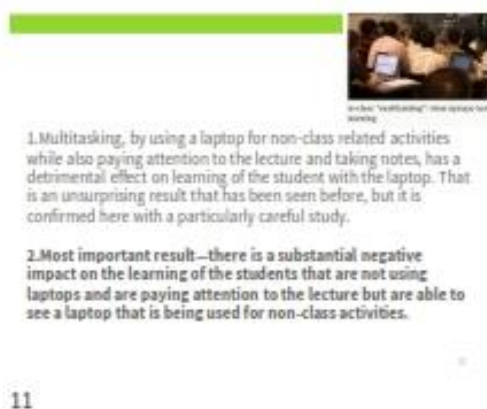 1.Multitasking, by using a laptop for non-class related activities
while also paying attention to the lecture and taking notes, has a
detrimental effect on learning of the student with the laptop. That
is an unsurprising result that has been seen before, but it is
confirmed here with a particularly careful study.
2.Most important result—there is a substantial negative
impact on the learning of the students that are not using
laptops and are paying attention to the lecture but are able to
see a laptop that is being used for non-class activities.
11